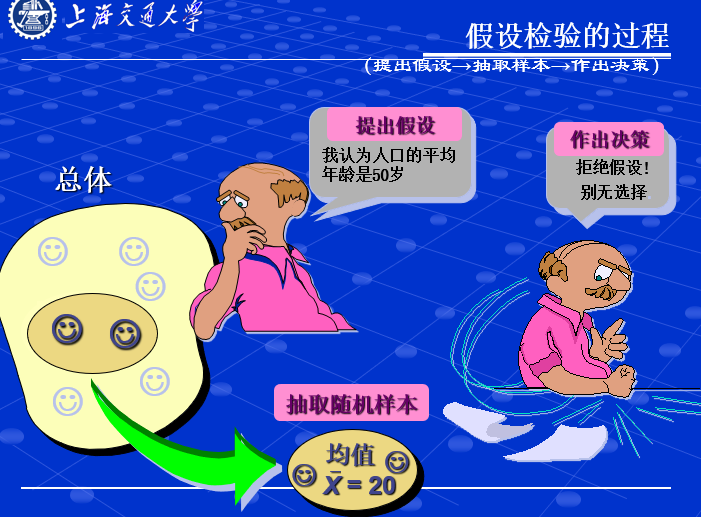 上海交通大学
假设检验的过程
(提出假设→抽取样本→作出决策)
提出假设
我认为人口的平均
年龄是50岁
作出决策
拒绝假设!
别无选择
总体
抽取随机样本
均值
X̄ = 20